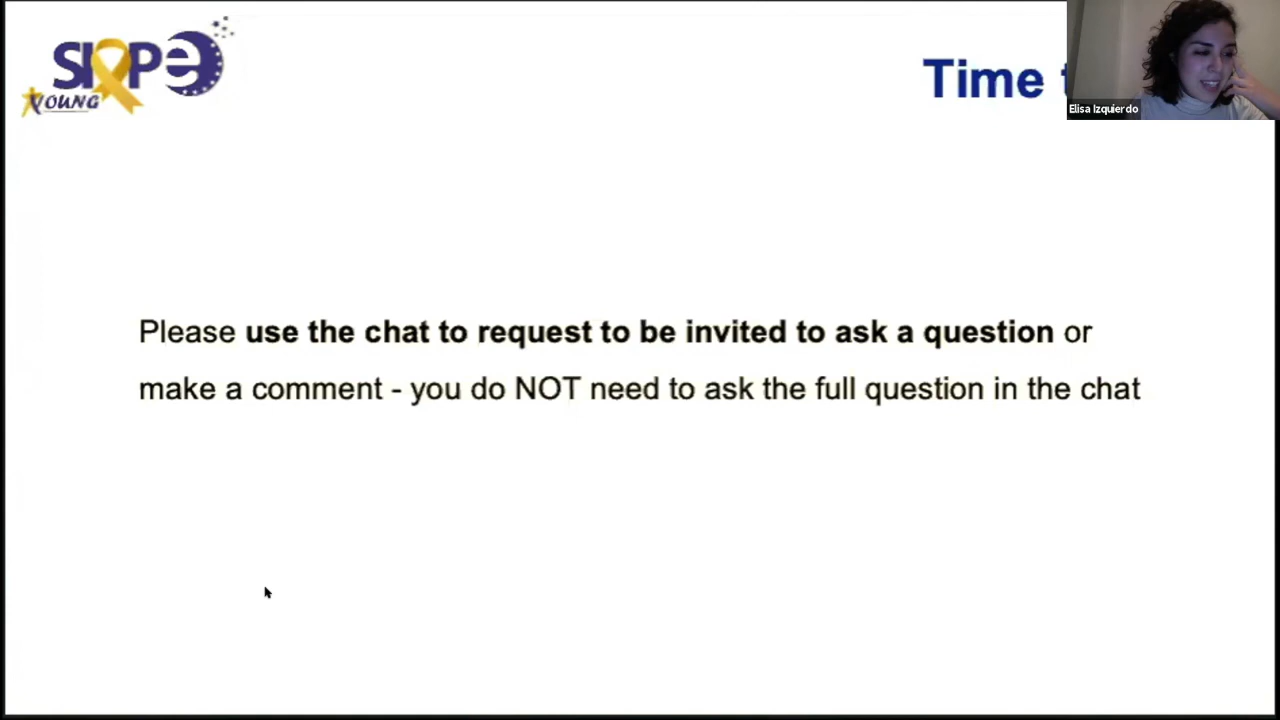 SIOPe
YOUNG
Time
Elisa Izquierdo
Please use the chat to request to be invited to ask a question or
make a comment - you do NOT need to ask the full question in the chat